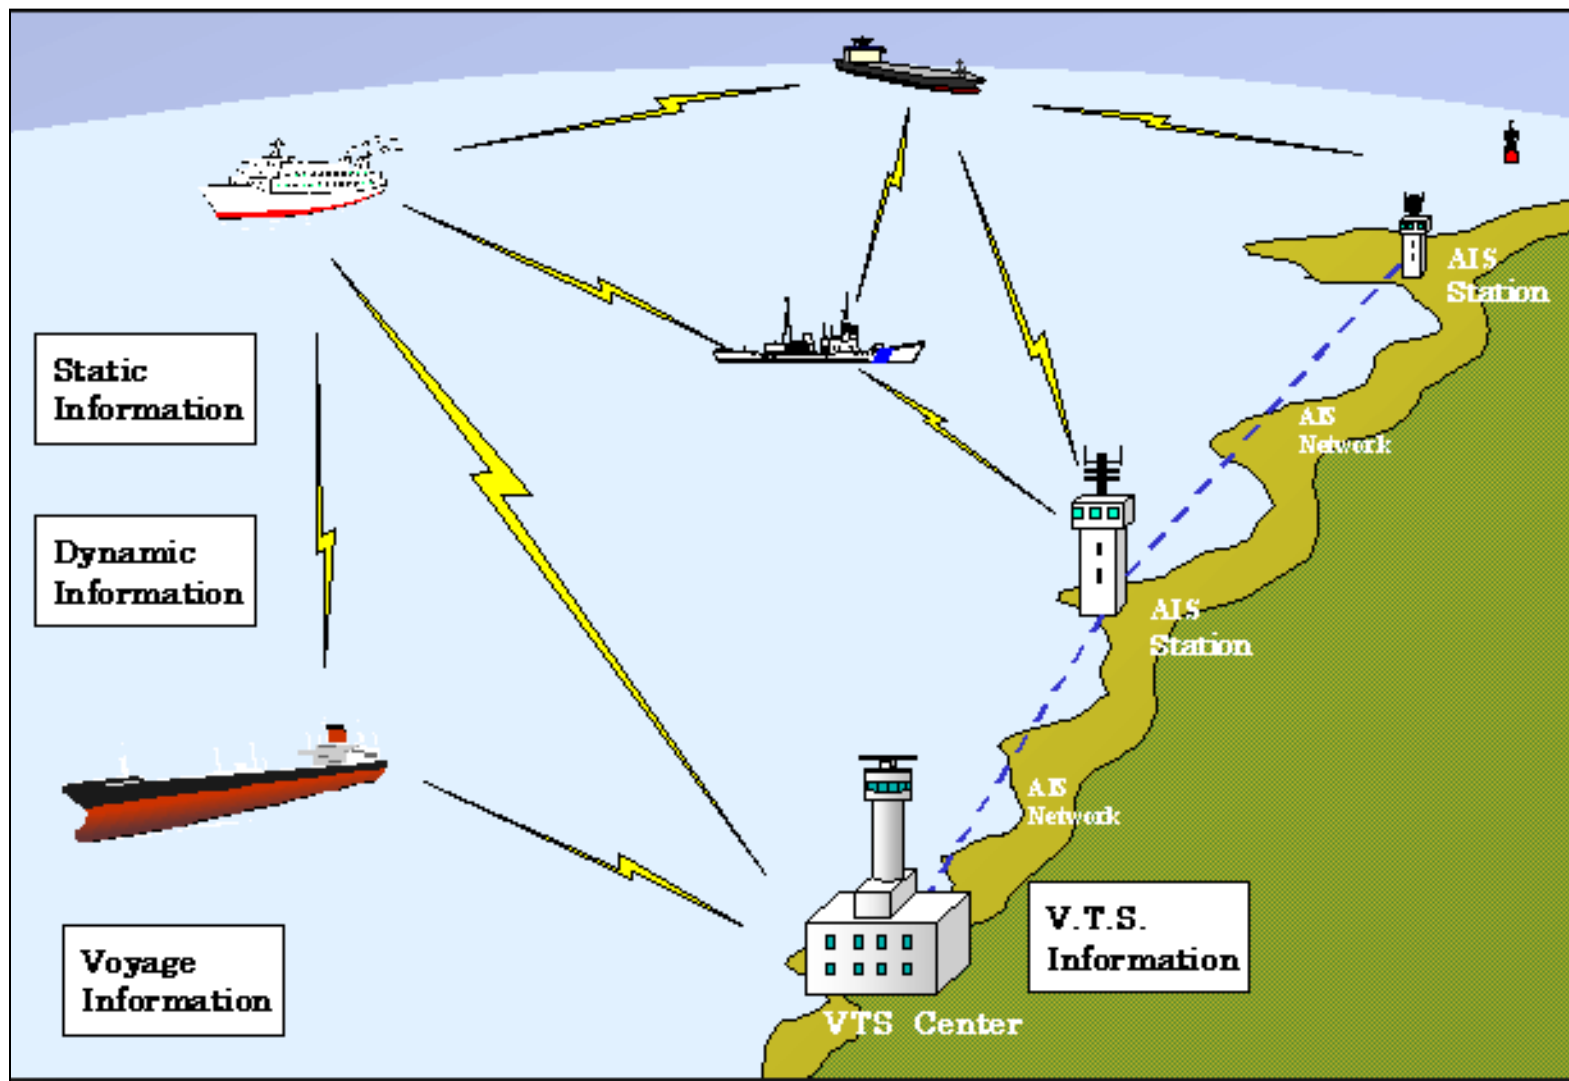 AIS
Station
Static
Information
AIS
Network
Dynamic
Information
AIS
Station
AIS
Network
V.T.S.
Information
Voyage
Information
VTS Center